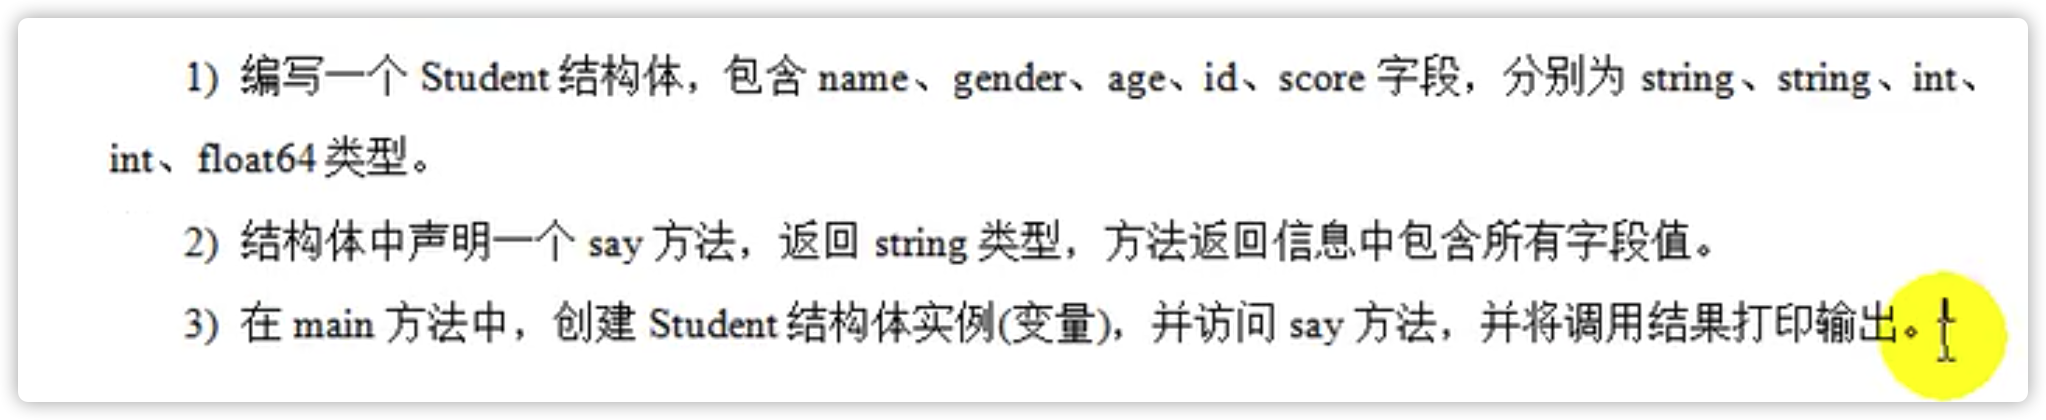 1) 编写一个 Student 结构体，包含 name、gender、age、id、score 字段，分别为 string、string、int、
int、float64 类型。
2) 结构体中声明一个 say 方法，返回 string 类型，方法返回信息中包含所有字段值。
3) 在 main 方法中，创建 Student 结构体实例(变量)，并访问 say 方法，并将调用结果打印输出。